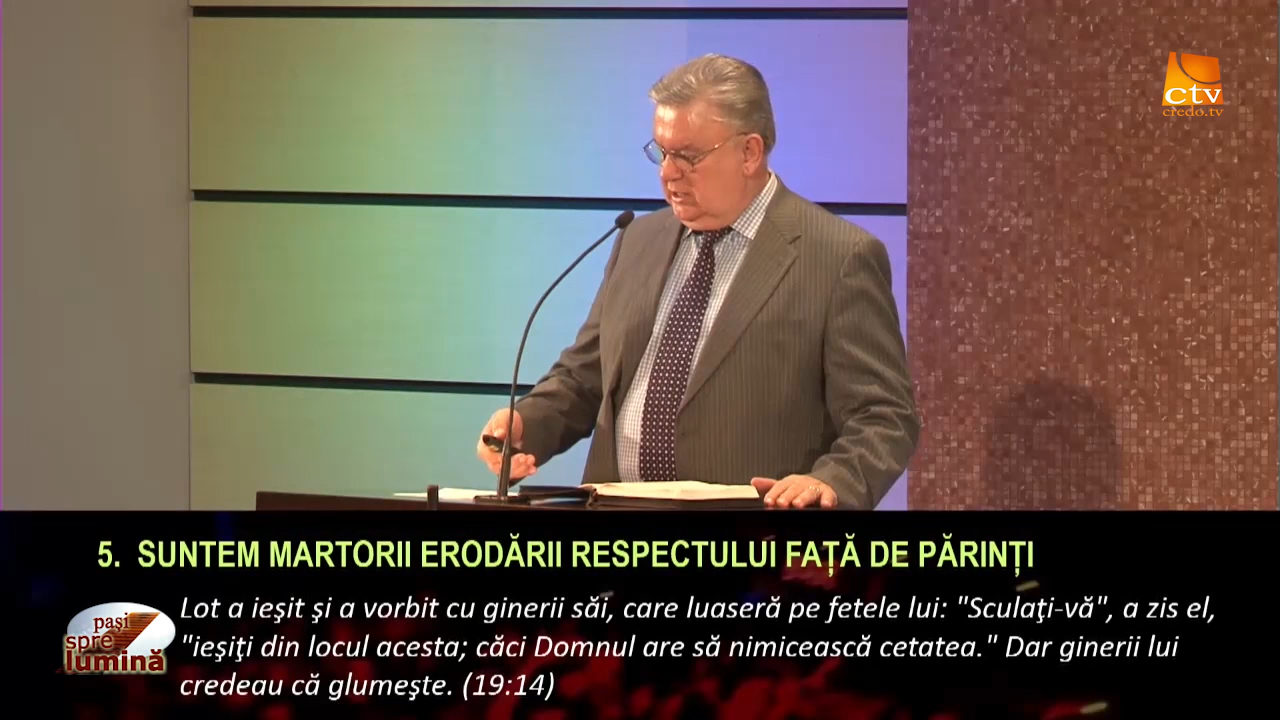 ctv
credo.tv
5. SUNTEM MARTORII ERODĂRII RESPECTULUI FAȚĂ DE PĂRINȚI
Lot a ieşit şi a vorbit cu ginerii săi, care luaseră pe fetele lui: "Sculaţi-vă", a zis el,
"ieşiţi din locul acesta; căci Domnul are să nimicească cetatea." Dar ginerii lui
credeau că glumeşte. (19:14)
paşi
spre
lumină